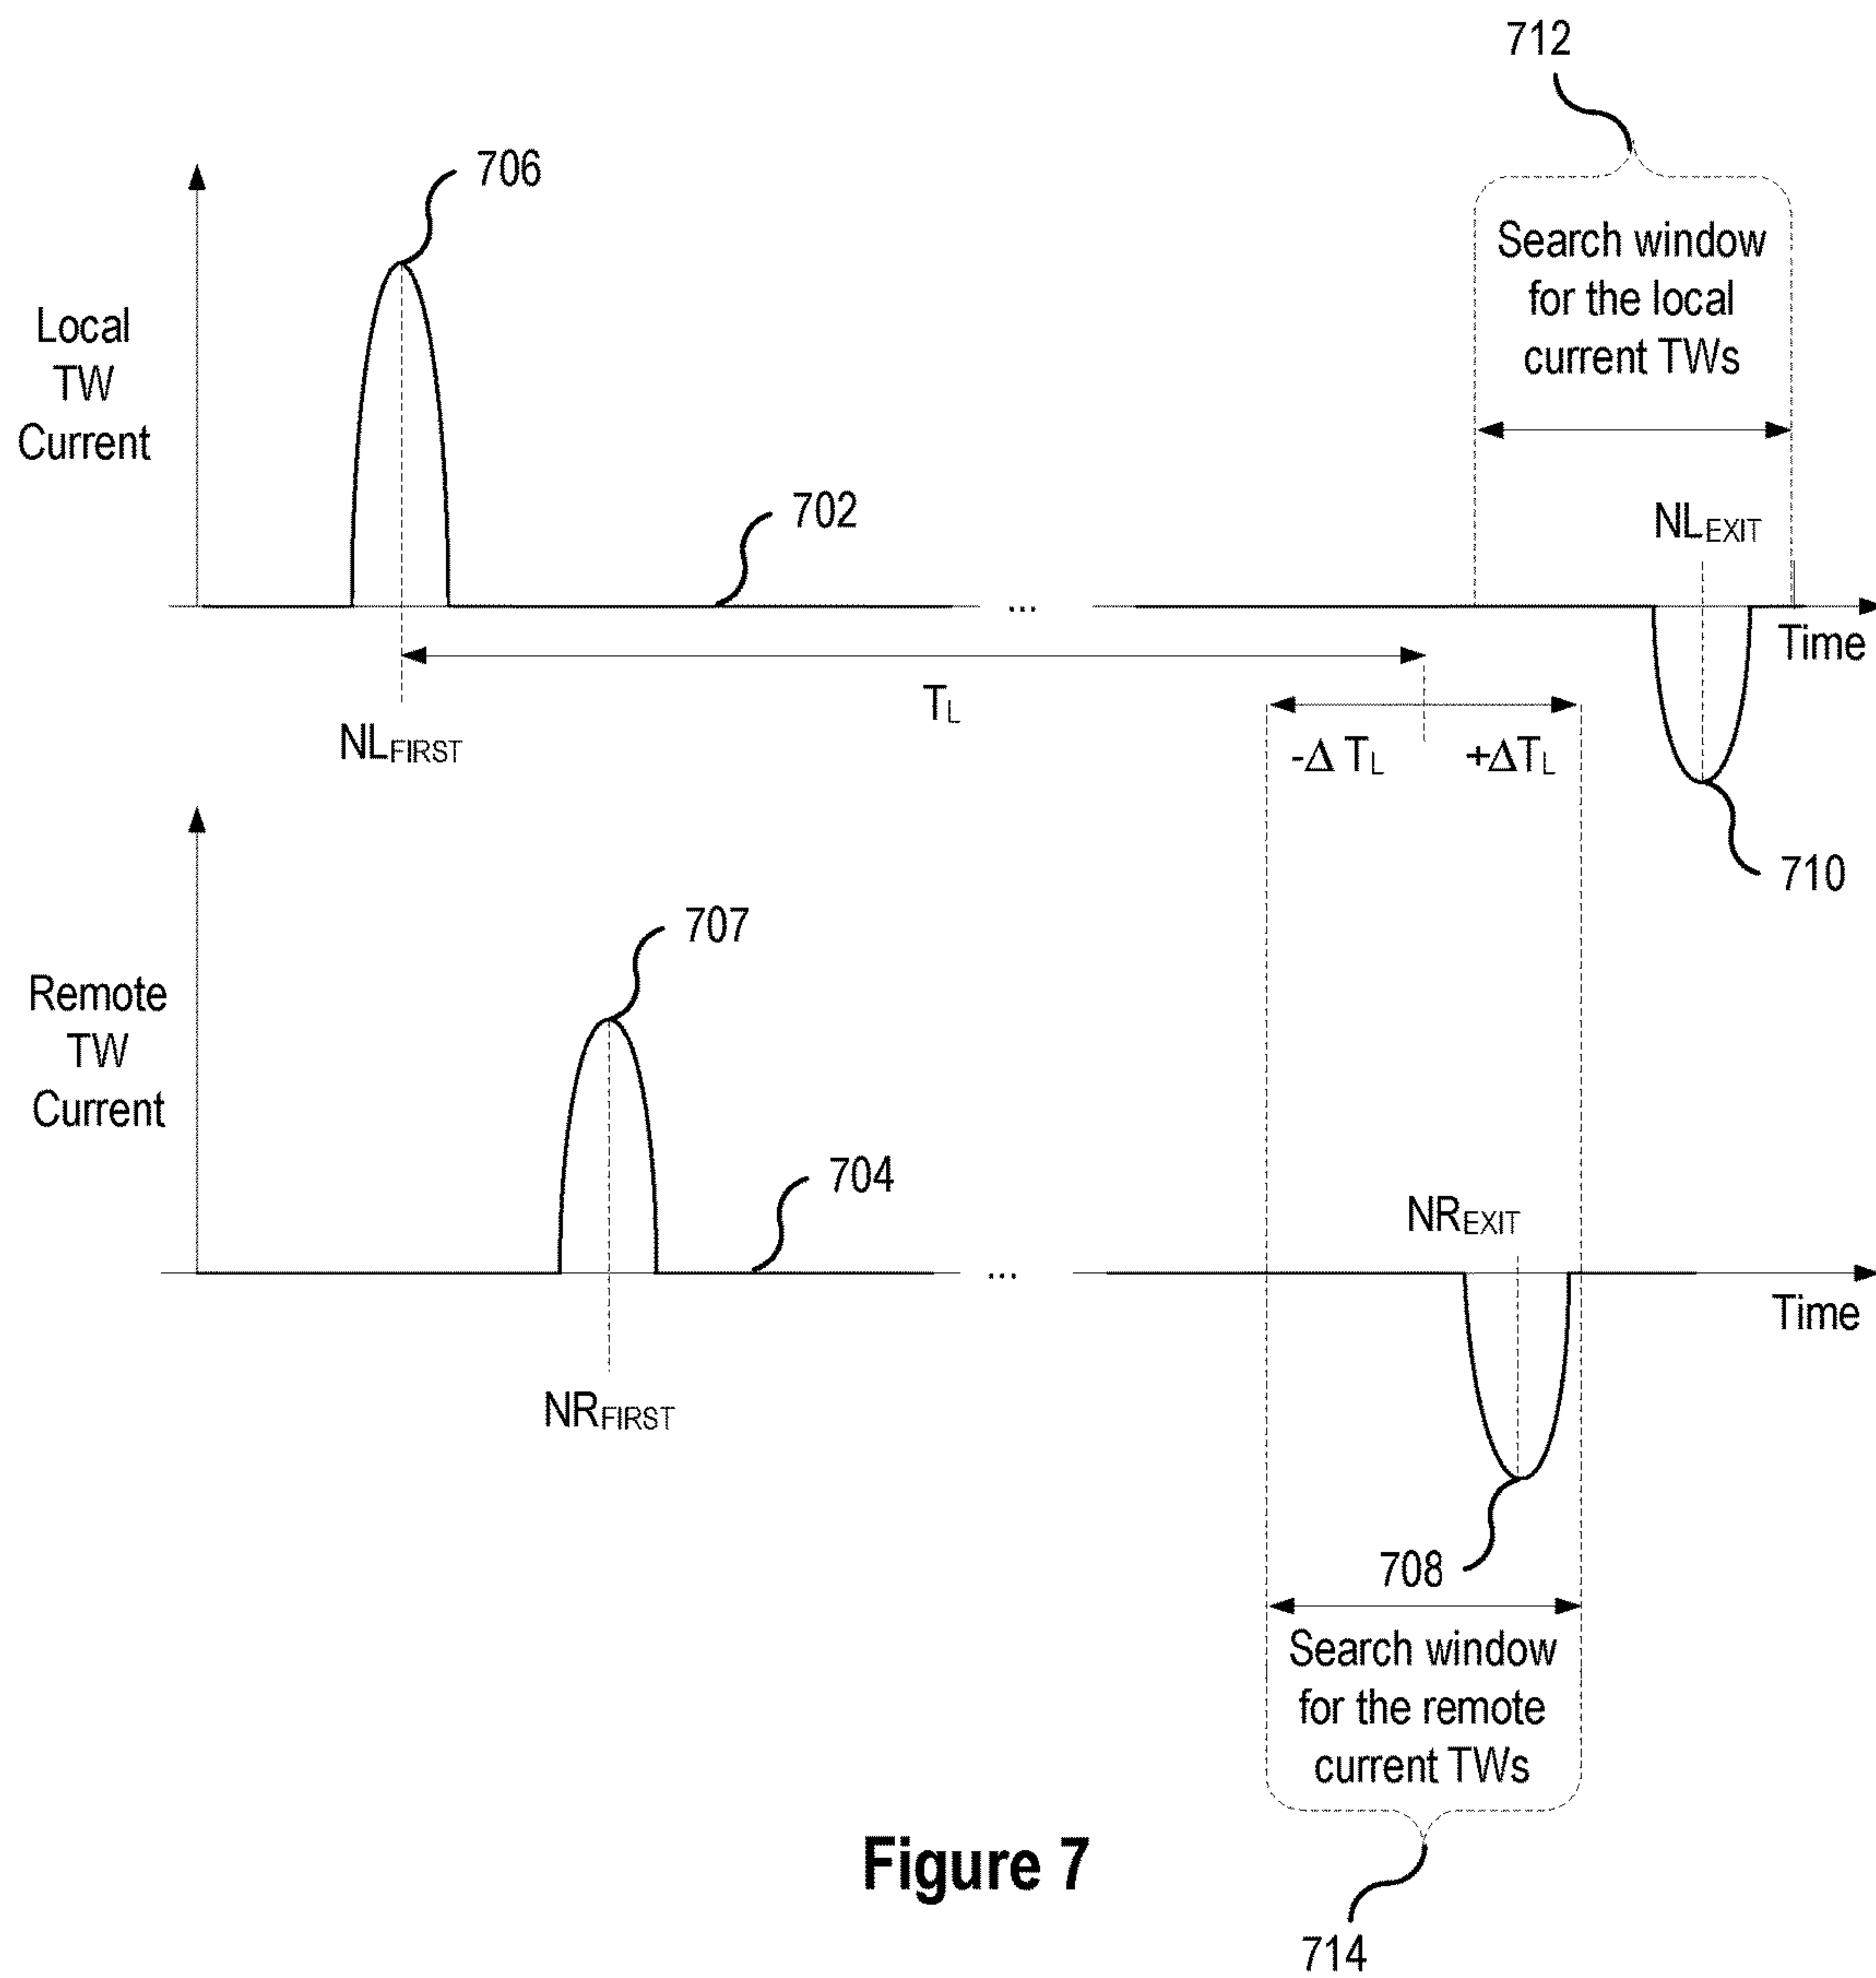 712
706
Search window
for the local
current TWs
Local
TW
Current
702
NLEXIT
...
Time
TL
NLFIRST
-Δ TL
+ΔTL
710
707
Remote
TW
Current
704
NREXIT
...
Time
NRFIRST
708
Search window
for the remote
current TWs
Figure 7
714